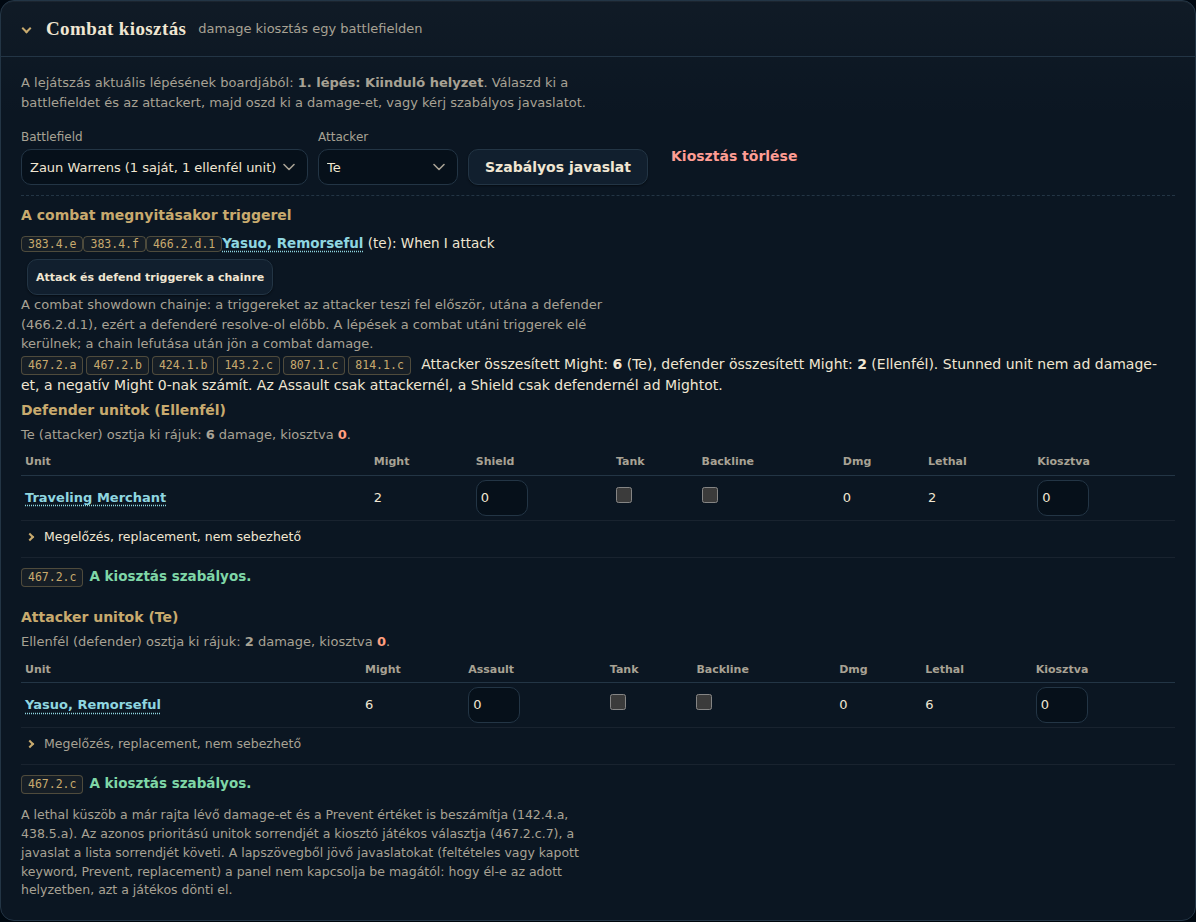 Combat kiosztás damage kiosztás egy battlefielden
A lejátszás aktuális lépésének boardjából: 1. lépés: Kiinduló helyzet. Válaszd ki a
battlefieldet és az attackert, majd oszd ki a damage-et, vagy kérj szabályos javaslatot.
Battlefield Attacker
Zaun Warrens (1 saját, 1 ellenfél unit) Te Szabályos javaslat Kiosztás törlése
A combat megnyitásakor triggerel
383.4.e 383.4.f 466.2.d.1 Yasuo, Remorseful (te): When I attack
Attack és defend triggerek a chainre
A combat showdown chainje: a triggereket az attacker teszi fel először, utána a defender
(466.2.d.1), ezért a defenderé resolve-ol előbb. A lépések a combat utáni triggerek elé
kerülnek; a chain lefutása után jön a combat damage.
467.2.a 467.2.b 424.1.b 143.2.c 807.1.c 814.1.c Attacker összesített Might: 6 (Te), defender összesített Might: 2 (Ellenfél). Stunned unit nem ad damage-
et, a negatív Might 0-nak számít. Az Assault csak attackernél, a Shield csak defendernél ad Mightot.
Defender unitok (Ellenfél)
Te (attacker) osztja ki rájuk: 6 damage, kiosztva 0.
Unit Might Shield Tank Backline Dmg Lethal Kiosztva
Traveling Merchant 2 0 0 2 0
Megelőzés, replacement, nem sebezhető
467.2.c A kiosztás szabályos.
Attacker unitok (Te)
Ellenfél (defender) osztja ki rájuk: 2 damage, kiosztva 0.
Unit Might Assault Tank Backline Dmg Lethal Kiosztva
Yasuo, Remorseful 6 0 0 6 0
Megelőzés, replacement, nem sebezhető
467.2.c A kiosztás szabályos.
A lethal küszöb a már rajta lévő damage-et és a Prevent értéket is beszámítja (142.4.a,
438.5.a). Az azonos prioritású unitok sorrendjét a kiosztó játékos választja (467.2.c.7), a
javaslat a lista sorrendjét követi. A lapszövegből jövő javaslatokat (feltételes vagy kapott
keyword, Prevent, replacement) a panel nem kapcsolja be magától: hogy él-e az adott
helyzetben, azt a játékos dönti el.